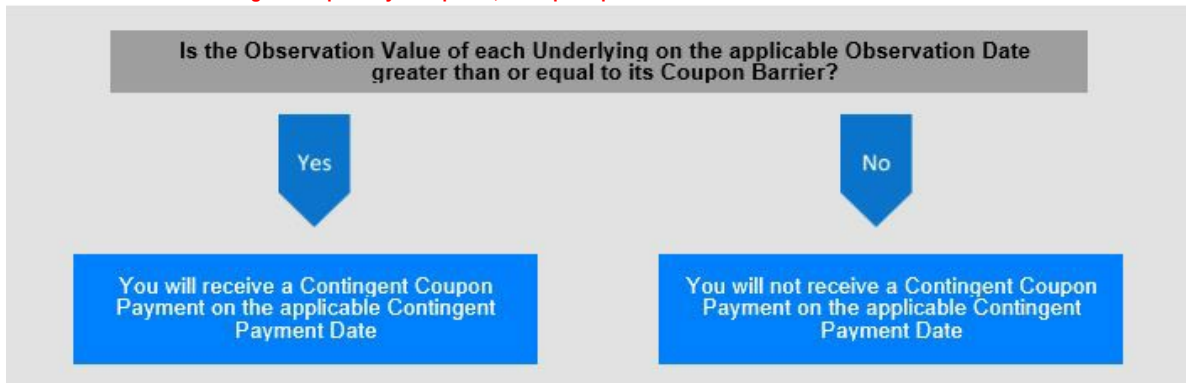 Is the Observation Value of each Underlying on the applicable Observation Date
greater than or equal to its Coupon Barrier?
Yes
No
You will receive a Contingent Coupon
Payment on the applicable Contingent
Payment Date
You will not receive a Contingent Coupon
Payment on the applicable Contingent
Payment Date